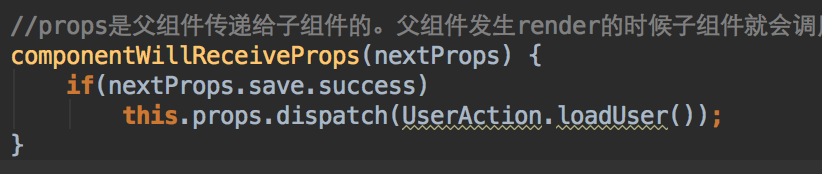 //props是父组件传递给子组件的。父组件发生render的时候子组件就会调
componentWillReceiveProps(nextProps) {
if(nextProps.save.success)
this.props.dispatch(UserAction.loadUser());
}